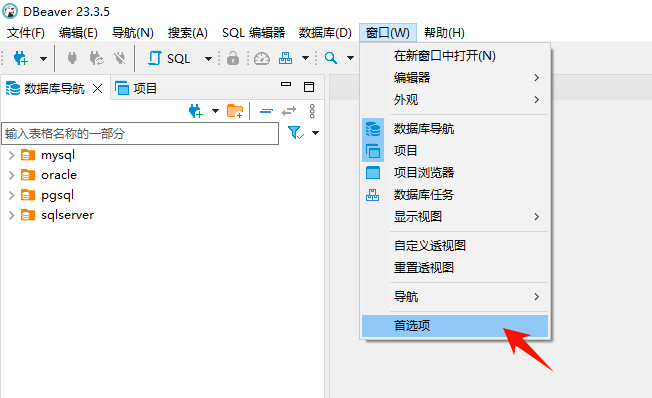 DBeaver 23.3.5
文件(F) 编辑(E) 导航(N) 搜索(A) SQL 编辑器 数据库(D) 窗口(W) 帮助(H)
SQL
数据库导航 项目
输入表格名称的一部分
mysql
oracle
pgsql
sqlserver
在新窗口中打开(N)
编辑器
外观
数据库导航
项目
项目浏览器
数据库任务
显示视图
自定义透视图
重置透视图
导航
首选项